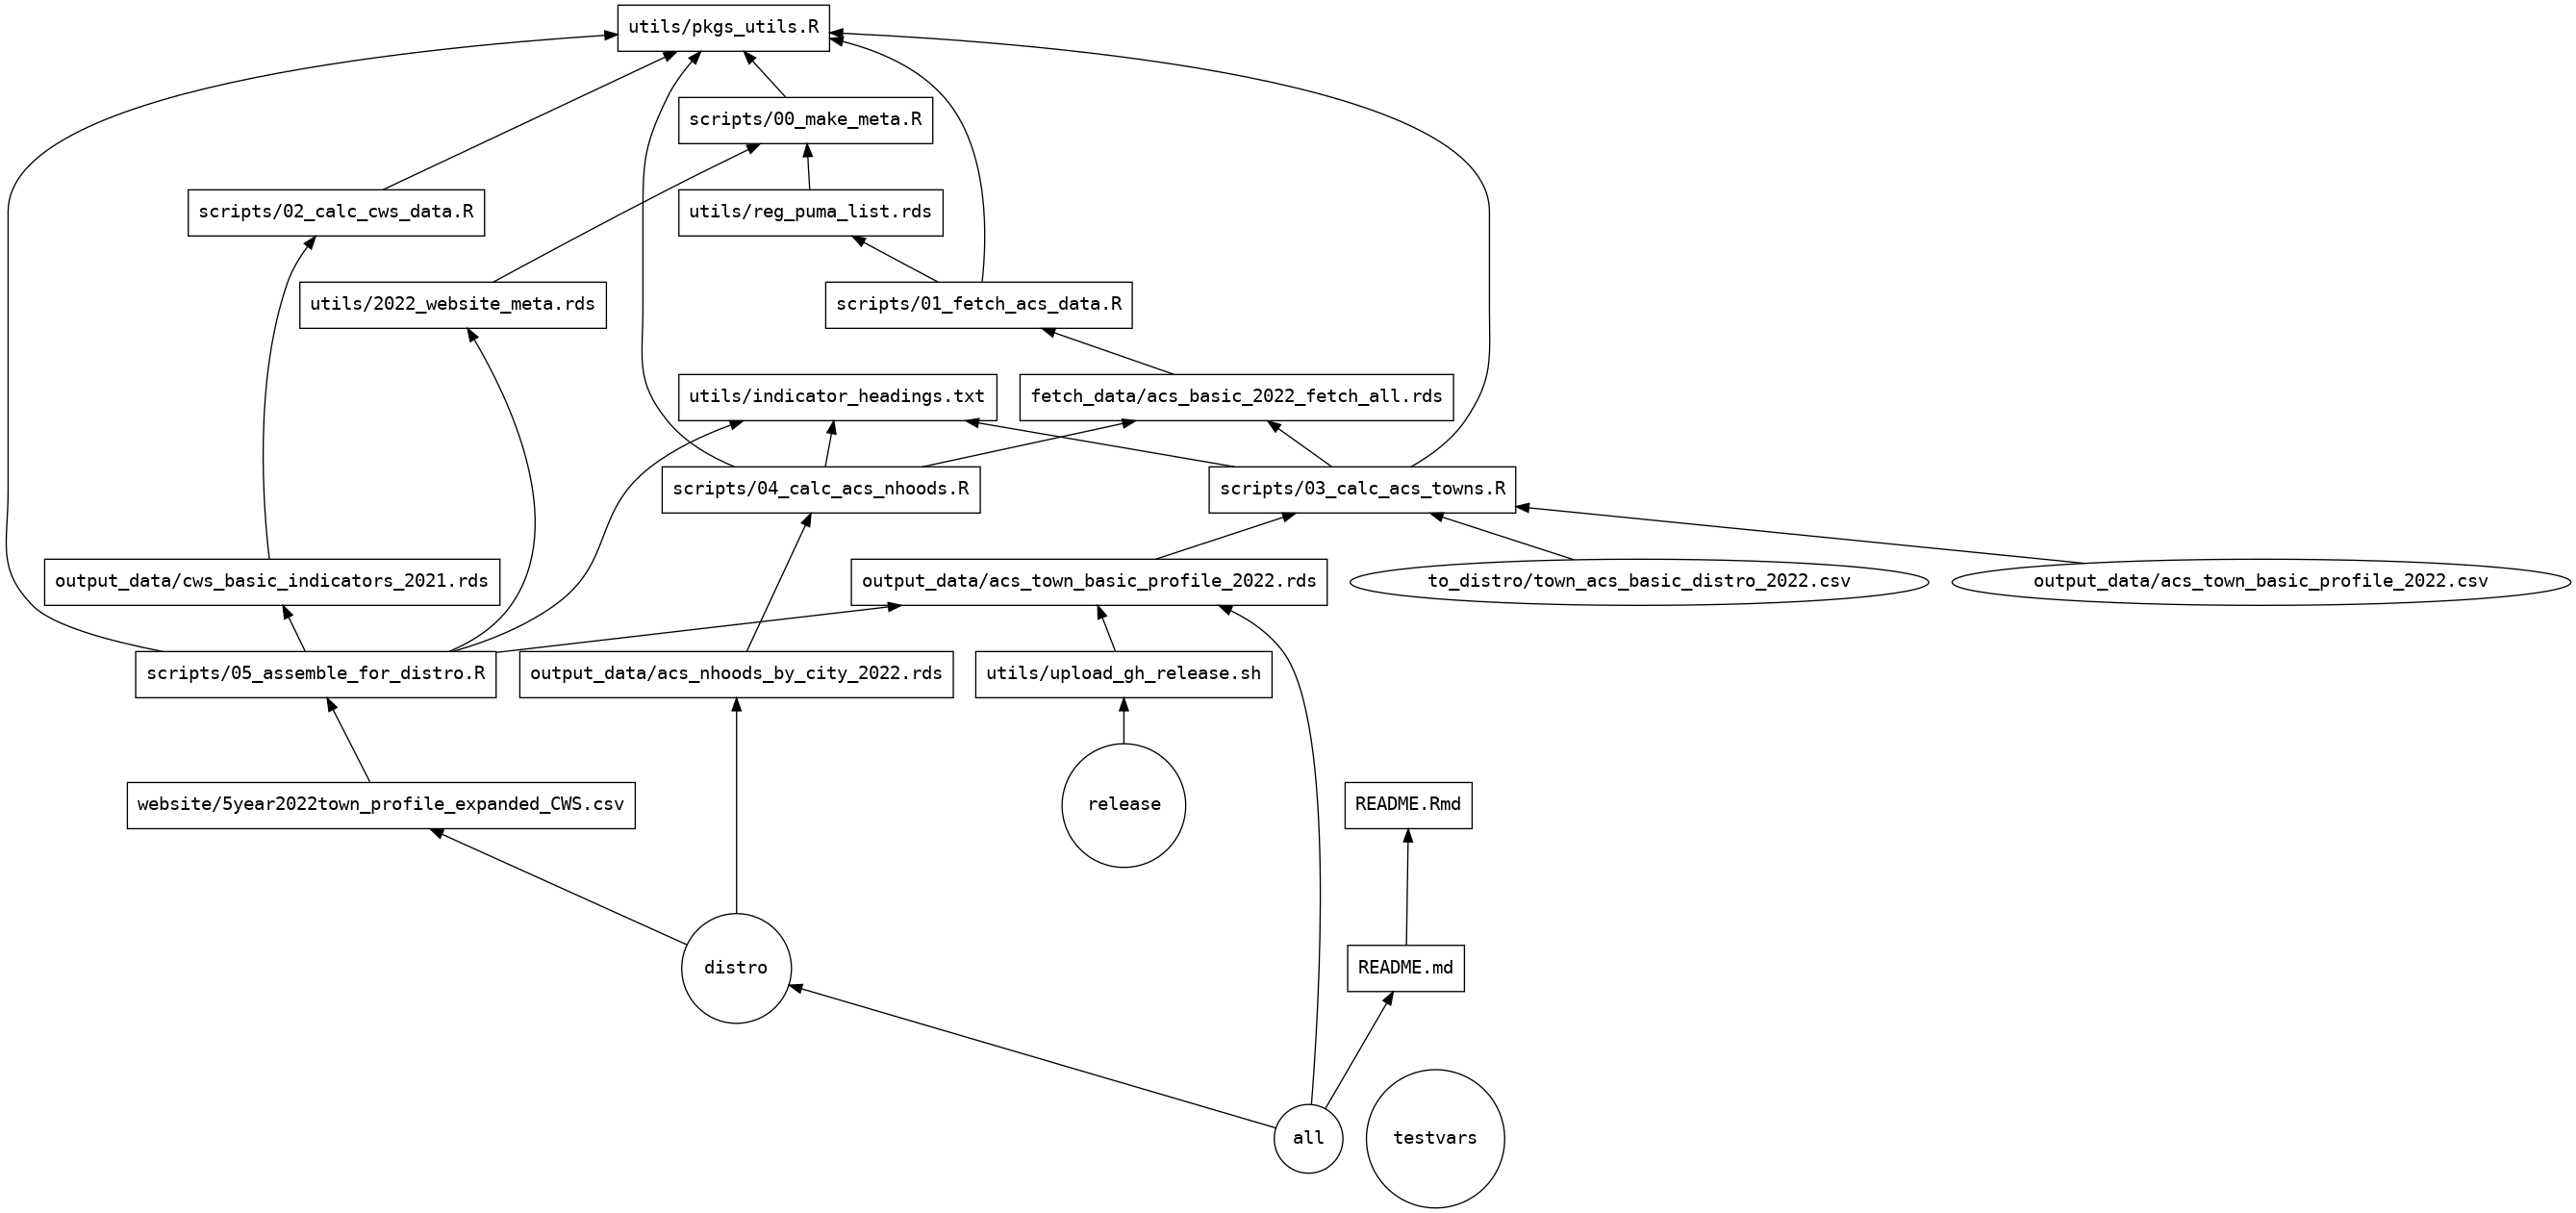 utils/pkgs_utils.R
scripts/00_make_meta.R
scripts/02_calc_cws_data.R
utils/reg_puma_list.rds
utils/2022_website_meta.rds
scripts/01_fetch_acs_data.R
utils/indicator_headings.txt
fetch_data/acs_basic_2022_fetch_all.rds
scripts/04_calc_acs_nhoods.R
scripts/03_calc_acs_towns.R
output_data/cws_basic_indicators_2021.rds
output_data/acs_town_basic_profile_2022.rds
to_distro/town_acs_basic_distro_2022.csv
output_data/acs_town_basic_profile_2022.csv
scripts/05_assemble_for_distro.R
output_data/acs_nhoods_by_city_2022.rds
utils/upload_gh_release.sh
website/5year2022town_profile_expanded_CWS.csv
release
README.Rmd
distro
README.md
all
testvars